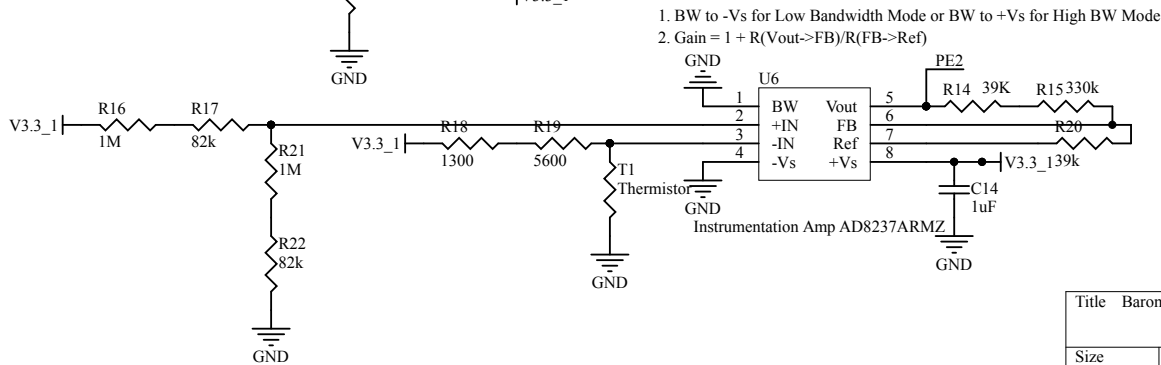 V3.3_1
1. BW to -Vs for Low Bandwidth Mode or BW to +Vs for High BW Mode
2. Gain = 1 + R(Vout->FB)/R(FB->Ref)
GND
GND
PE2
U6
R14
39K
R15
330k
1
BW
Vout
5
2
+IN
FB
6
3
-IN
Ref
7
4
-Vs
+Vs
8
R20
39k
V3.3_1
R16
1M
R17
82k
V3.3_1
R18
1300
R19
5600
V3.3_1
R21
1M
T1
Thermistor
GND
C14
1uF
Instrumentation Amp AD8237ARMZ
R22
82k
GND
GND
GND
Title Baron
Size